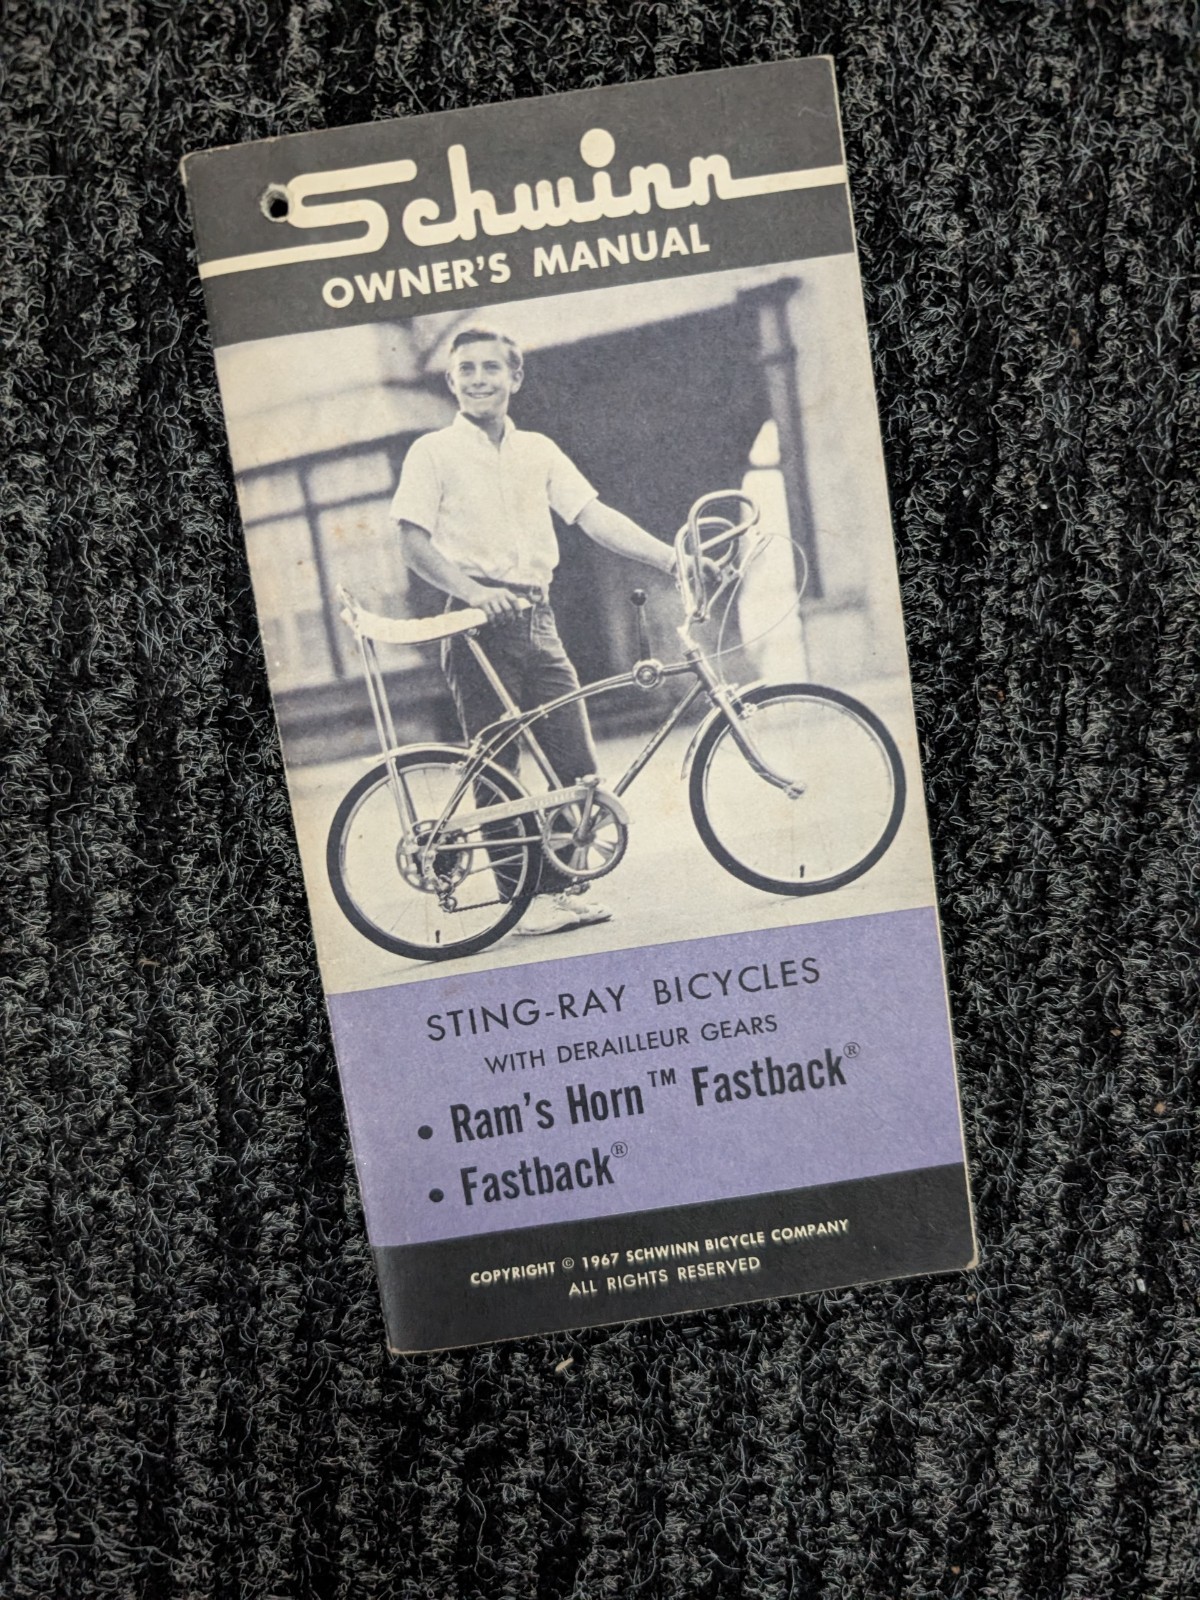 Schwinn
OWNER'S MANUAL
STING-RAY BICYCLES
WITH DERAILLEUR GEARS
• Ram's Horn™ Fastback®
• Fastback®
COPYRIGHT © 1967 SCHWINN BICYCLE COMPANY
ALL RIGHTS RESERVED